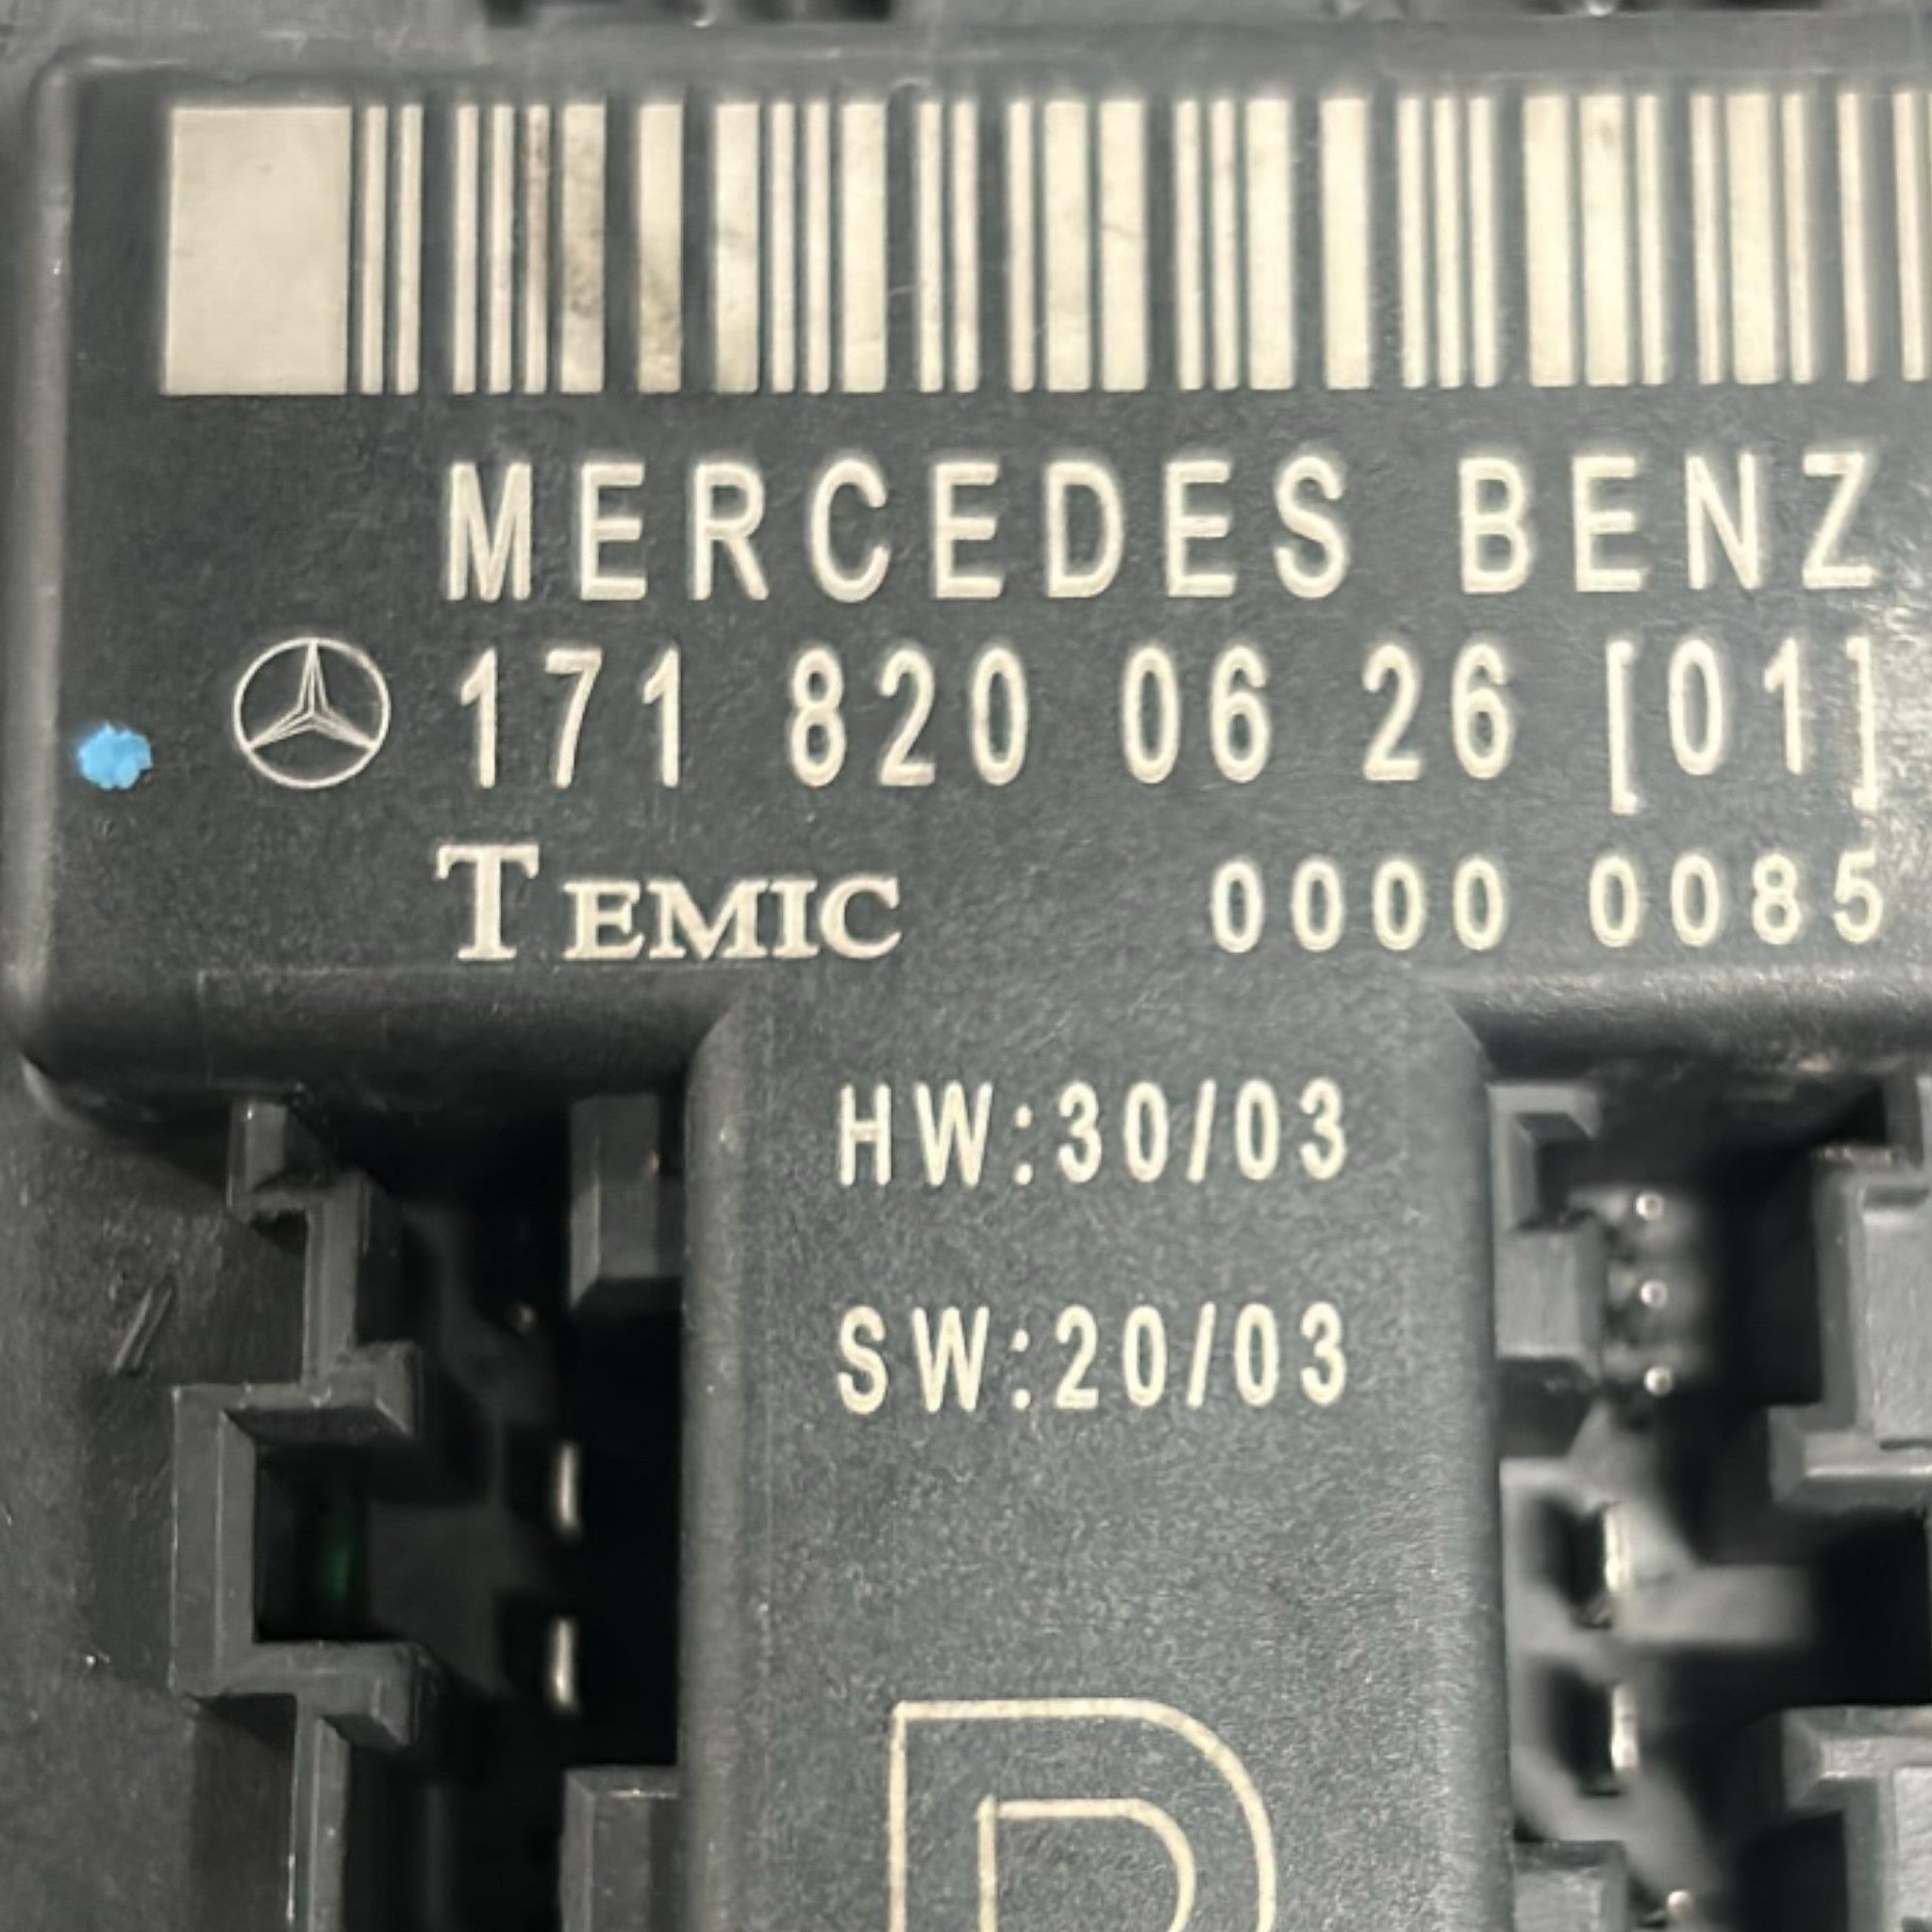 MERCEDES BENZ
171 820 06 26 [01]
TEMIC 0000 0085
HW:30/03
SW:20/03